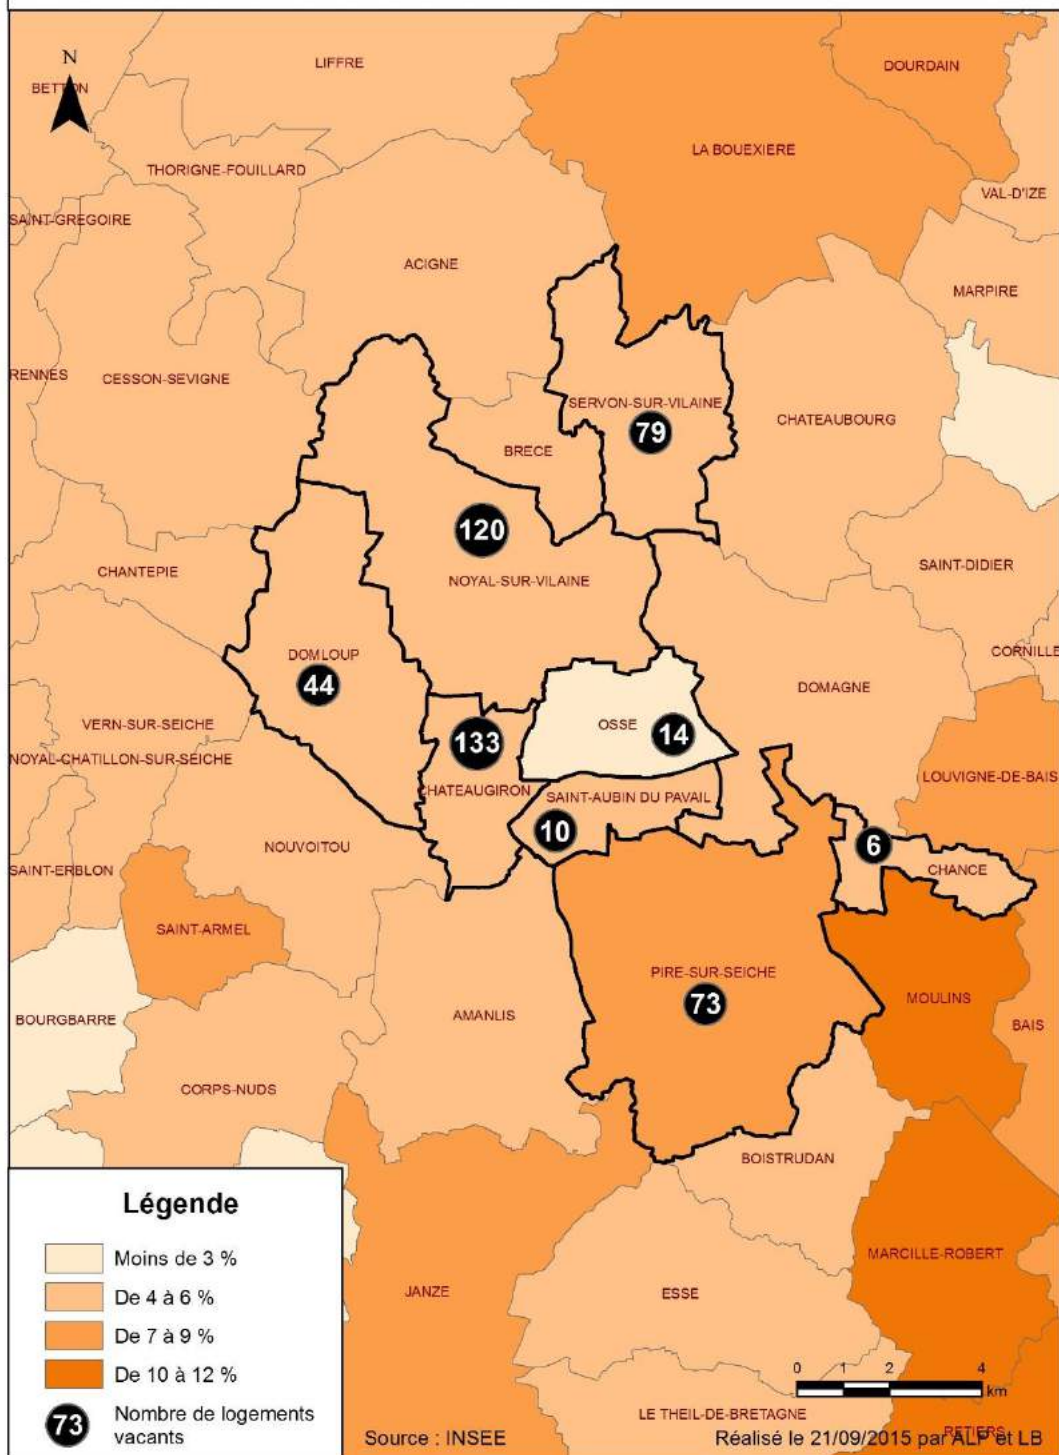 N
LIFFRE
DOURDAIN
BETTON
LA BOUEXIERE
THORIGNE-FOUILLARD
VAL-D'IZE
SAINT-GREGOIRE
ACIGNE
MARPIRE
RENNES
CESSON-SEVIGNE
SERVON-SUR-VILAINE
79
CHATEAUBOURG
BRECE
120
CHANTEPIE
NOYAL-SUR-VILAINE
SAINT-DIDIER
DOMLOUP
44
CORNILLE
DOMAGNE
VERN-SUR-SEICHE
OSSE
14
133
NOYAL-CHATILLON-SUR-SEICHE
LOUVIGNE-DE-BAIS
CHATEAUGIRON
SAINT-AUBIN DU PAVAIL
10
NOUVOITOU
6
CHANCE
SAINT-ERBLON
SAINT-ARMEL
PIRE-SUR-SEICHE
73
MOULINS
AMANLIS
BOURGBARRE
BAIS
CORPS-NUDS
BOISTRUDAN
MARCILLE-ROBERT
JANZE
ESSE
LE THEIL-DE-BRETAGNE
RETIERS
Légende
Moins de 3 %
De 4 à 6 %
De 7 à 9 %
De 10 à 12 %
73 Nombre de logements
vacants
0 1 2 4
km
Source : INSEE
Réalisé le 21/09/2015 par ALP et LB